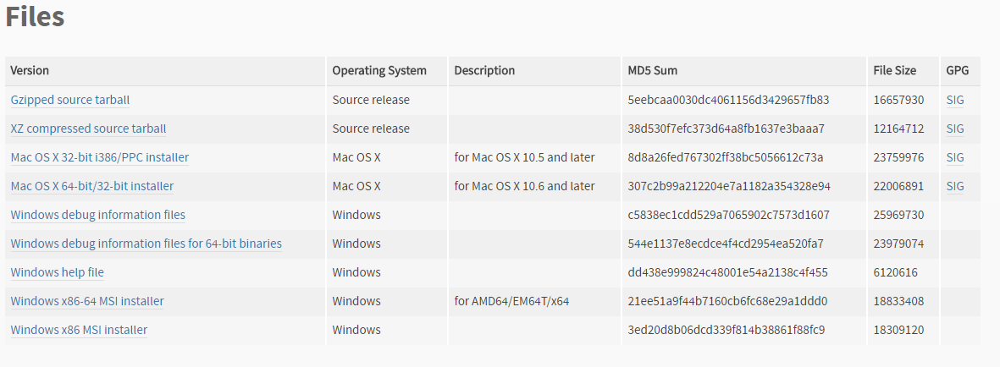 Files
Version Operating System Description MD5 Sum File Size GPG
Gzipped source tarball Source release 5eebcaa0030dc4061156d3429657fb83 16657930 SIG
XZ compressed source tarball Source release 38d530f7efc373d64a8fb1637e3baaa7 12164712 SIG
Mac OS X 32-bit i386/PPC installer Mac OS X for Mac OS X 10.5 and later 8d8a26fed767302ff38bc5056612c73a 23759976 SIG
Mac OS X 64-bit/32-bit installer Mac OS X for Mac OS X 10.6 and later 307c2b99a212204e7a1182a354328e94 22006891 SIG
Windows debug information files Windows c5838ec1cdd529a7065902c7573d1607 25969730
Windows debug information files for 64-bit binaries Windows 544e1137e8ecdce4f4cd2954ea520fa7 23979074
Windows help file Windows dd438e999824c48001e54a2138c4f455 6120616
Windows x86-64 MSI installer Windows for AMD64/EM64T/x64 21ee51a9f44b7160cb6fc68e29a1ddd0 18833408
Windows x86 MSI installer Windows 3ed20d8b06dcd339f814b38861f88fc9 18309120